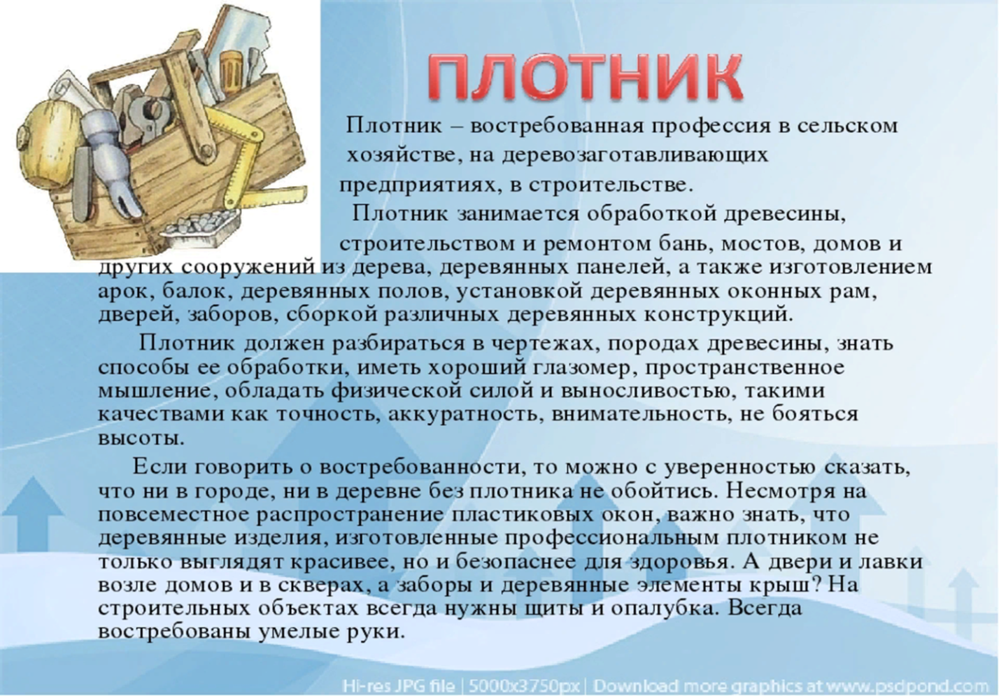 ПЛОТНИК
Плотник – востребованная профессия в сельском
хозяйстве, на деревозаготавливающих
предприятиях, в строительстве.
Плотник занимается обработкой древесины,
строительством и ремонтом бань, мостов, домов и
других сооружений из дерева, деревянных панелей, а также изготовлением
арок, балок, деревянных полов, установкой деревянных оконных рам,
дверей, заборов, сборкой различных деревянных конструкций.
Плотник должен разбираться в чертежах, породах древесины, знать
способы ее обработки, иметь хороший глазомер, пространственное
мышление, обладать физической силой и выносливостью, такими
качествами как точность, аккуратность, внимательность, не бояться
высоты.
Если говорить о востребованности, то можно с уверенностью сказать,
что ни в городе, ни в деревне без плотника не обойтись. Несмотря на
повсеместное распространение пластиковых окон, важно знать, что
деревянные изделия, изготовленные профессиональным плотником не
только выглядят красивее, но и безопаснее для здоровья. А двери и лавки
возле домов и в скверах, а заборы и деревянные элементы крыш? На
строительных объектах всегда нужны щиты и опалубка. Всегда
востребованы умелые руки.
Hi-res JPG file | 5000x3750px | Download more graphics at www.psdpond.com